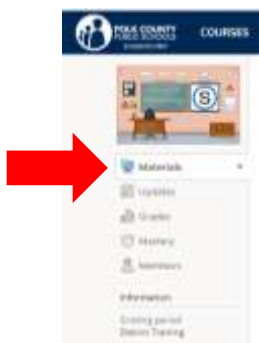 POLK COUNTY
PUBLIC SCHOOLS
COURSES
S
Materials
Updates
Grades
Mastery
Members
Information
Grading period
District Training